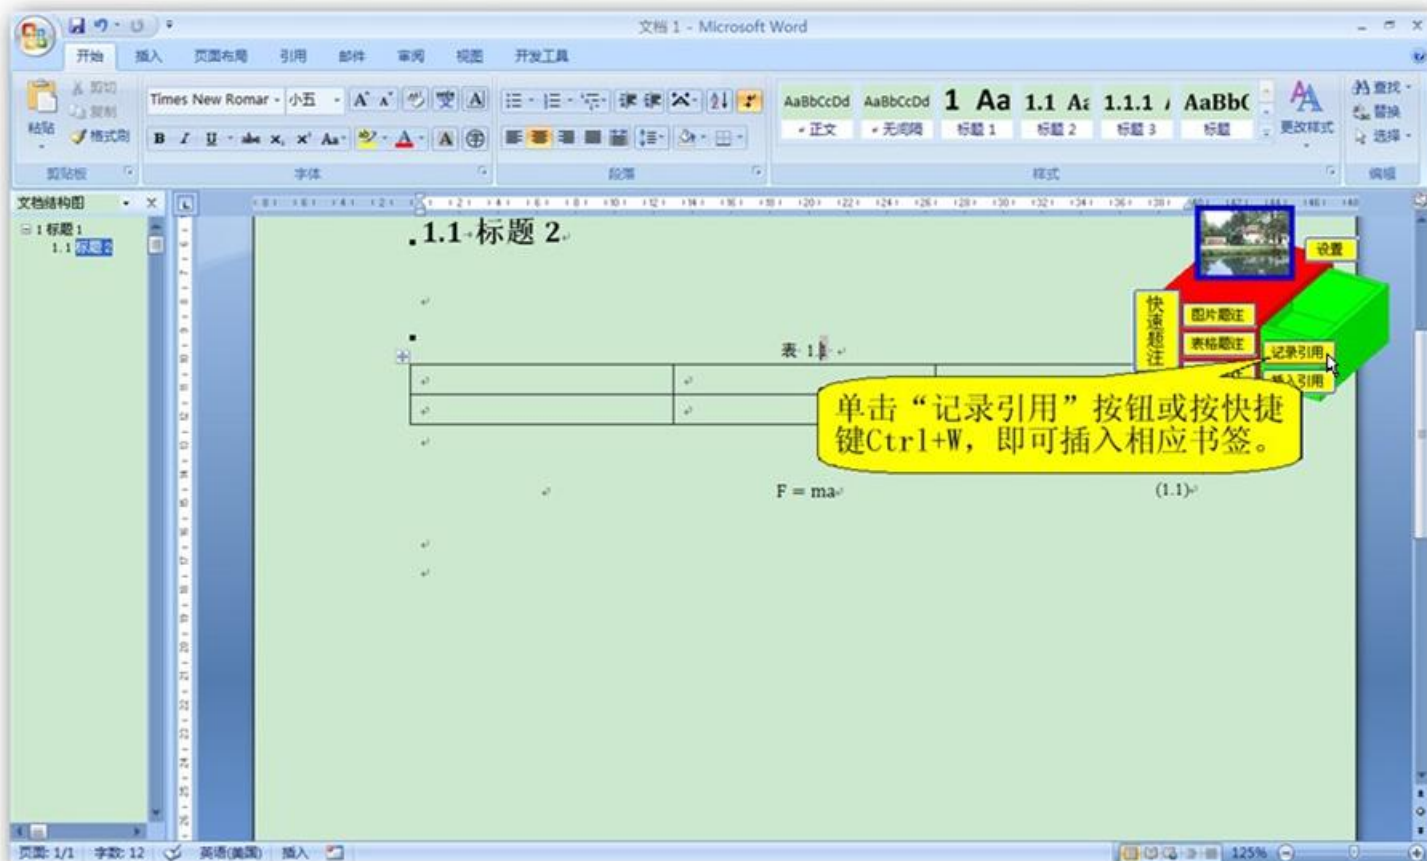 文档 1 - Microsoft Word
开始 插入 页面布局 引用 邮件 审阅 视图 开发工具
剪切
复制
粘贴 格式刷
Times New Romar 小五
AaBbCcDd AaBbCcDd 1 Aa 1.1 Aa 1.1.1 AaBbC
正文 无间隔 标题 1 标题 2 标题 3 标题
更改样式
查找
替换
选择
剪贴板 字体 段落 样式 编辑
文档结构图
1 标题 1
1.1 标题 2
1.1 标题 2
设置
快速题注
图片题注
表格题注
记录引用
插入引用
表 1.1
单击“记录引用”按钮或按快捷
键Ctrl+W，即可插入相应书签。
F = ma (1.1)
页面: 1/1 字数: 12 英语(美国) 插入 125%